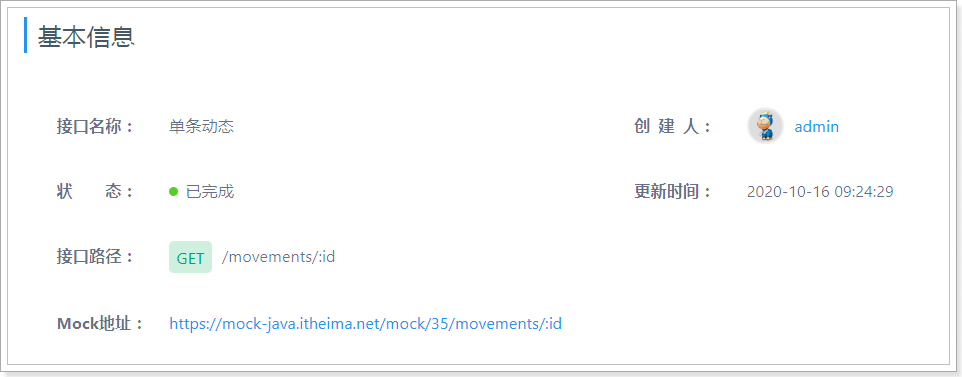 基本信息
接口名称： 单条动态 创 建 人： admin
状 态： 已完成 更新时间： 2020-10-16 09:24:29
接口路径： GET /movements/:id
Mock地址： https://mock-java.itheima.net/mock/35/movements/:id